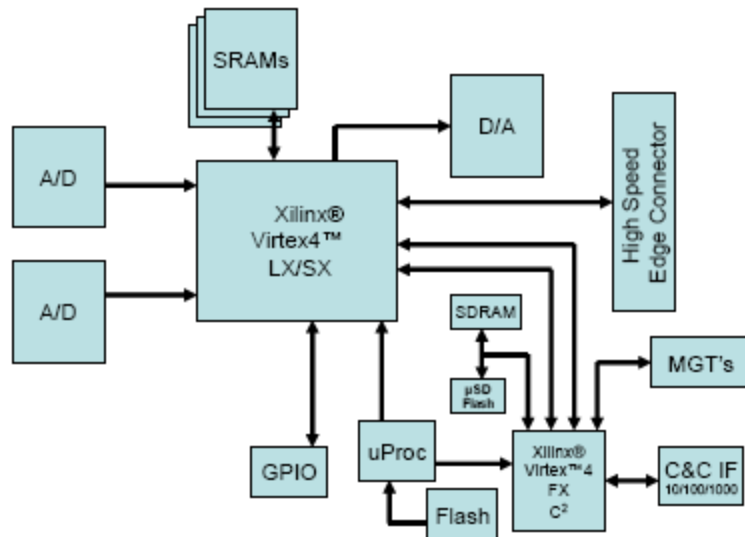 SRAMs
D/A
A/D
High Speed
Edge Connector
Xilinx®
Virtex4™
LX/SX
A/D
SDRAM
MGT's
µSD
Flash
GPIO
uProc
Xilinx®
Virtex™4
FX
C²
C&C IF
10/100/1000
Flash